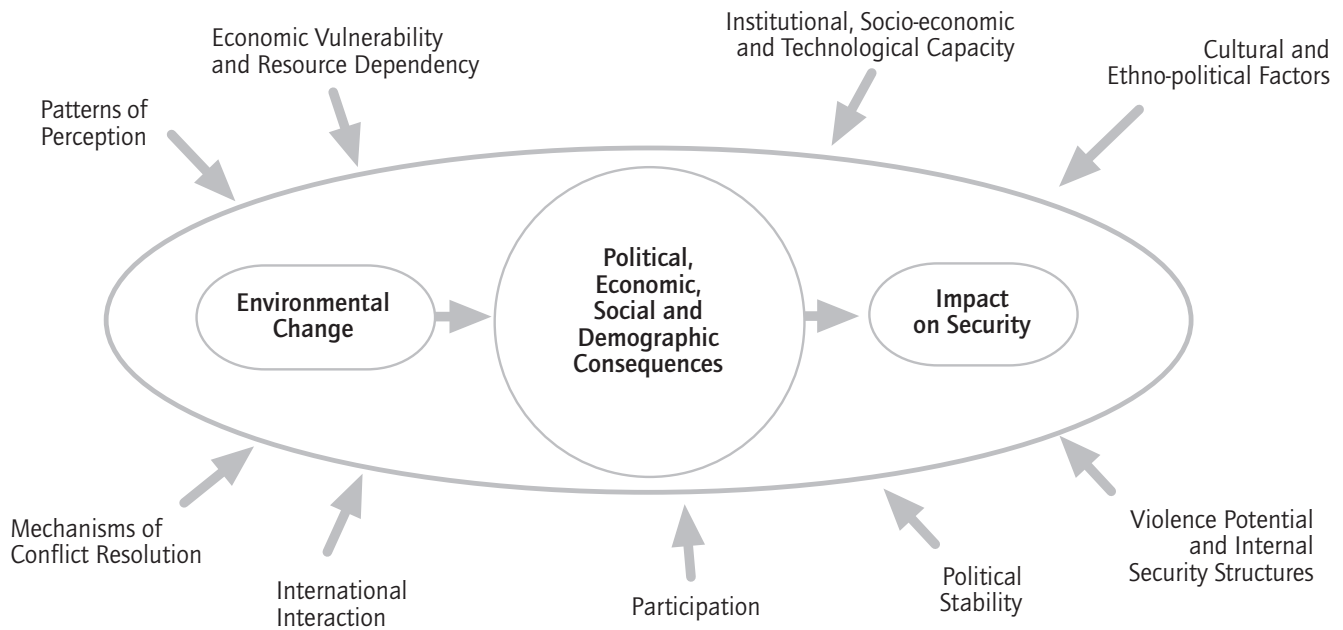 Institutional, Socio-economic
and Technological Capacity
Economic Vulnerability
and Resource Dependency
Cultural and
Ethno-political Factors
Patterns of
Perception
Environmental
Change
Political,
Economic,
Social and
Demographic
Consequences
Impact
on Security
Mechanisms of
Conflict Resolution
International
Interaction
Participation
Political
Stability
Violence Potential
and Internal
Security Structures